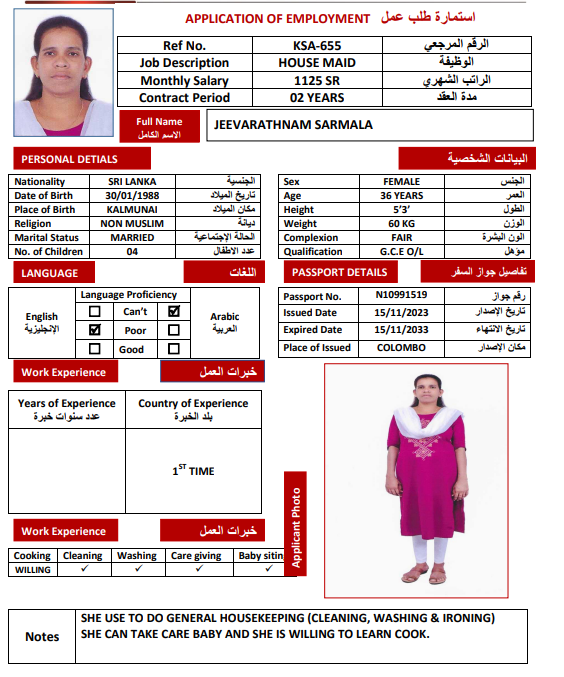 APPLICATION OF EMPLOYMENT استمارة طلب عمل
Ref No. KSA-655 الرقم المرجعي
Job Description HOUSE MAID الوظيفة
Monthly Salary 1125 SR الراتب الشهري
Contract Period 02 YEARS مدة العقد
Full Name
الاسم الكامل
JEEVARATHNAM SARMALA
PERSONAL DETIALS البيانات الشخصية
Nationality SRI LANKA الجنسية
Date of Birth 30/01/1988 تاريخ الميلاد
Place of Birth KALMUNAI مكان الميلاد
Religion NON MUSLIM ديانة
Marital Status MARRIED الحالة الإجتماعية
No. of Children 04 عدد الاطفال
Sex FEMALE الجنس
Age 36 YEARS العمر
Height 5’3’ الطول
Weight 60 KG الوزن
Complexion FAIR الون البشرة
Qualification G.C.E O/L مؤهل
LANGUAGE اللغات
Language Proficiency
English
الإنجليزية
Can’t
Poor
Good
Arabic
العربية
PASSPORT DETAILS تفاصيل جواز السفر
Passport No. N10991519 رقم جواز
Issued Date 15/11/2023 تاريخ الإصدار
Expired Date 15/11/2033 تاريخ الانتهاء
Place of Issued COLOMBO مكان الإصدار
Work Experience خبرات العمل
Years of Experience
عدد سنوات خبرة
Country of Experience
بلد الخبرة
1ST TIME
Applicant Photo
Work Experience خبرات العمل
Cooking Cleaning Washing Care giving Baby sitin
WILLING ✓ ✓ ✓ ✓
Notes
SHE USE TO DO GENERAL HOUSEKEEPING (CLEANING, WASHING & IRONING)
SHE CAN TAKE CARE BABY AND SHE IS WILLING TO LEARN COOK.